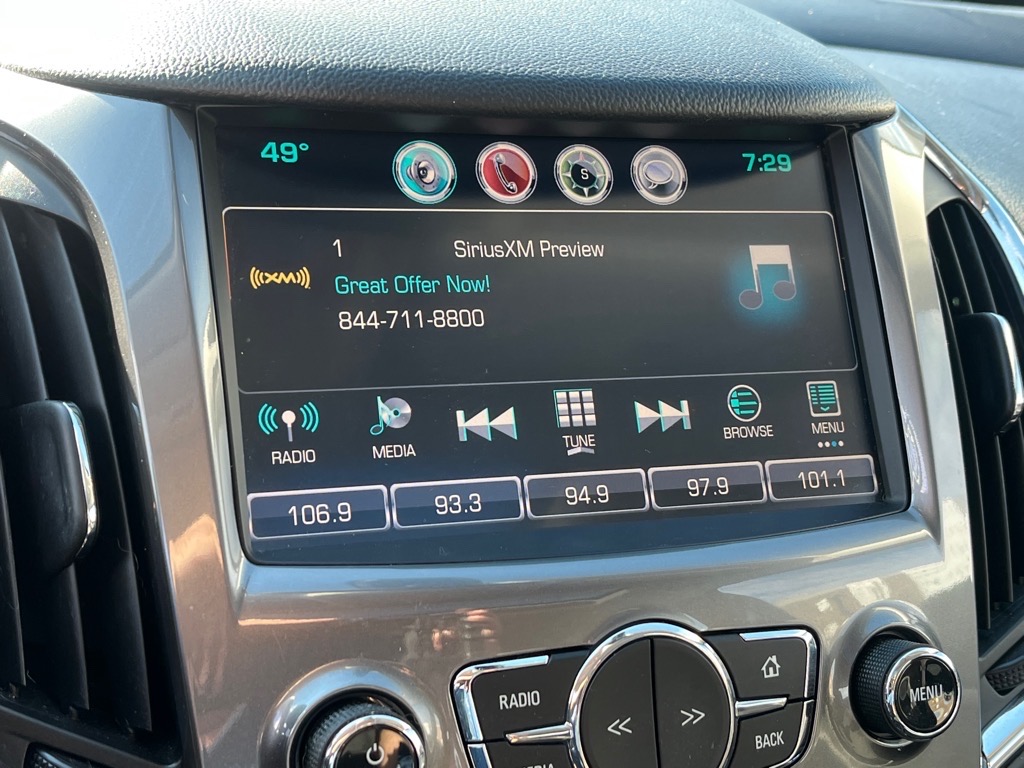 49° S 7:29
1 SiriusXM Preview
((XM))
Great Offer Now!
844-711-8800
RADIO MEDIA TUNE BROWSE MENU
106.9 93.3 94.9 97.9 101.1
RADIO
MENU
BACK